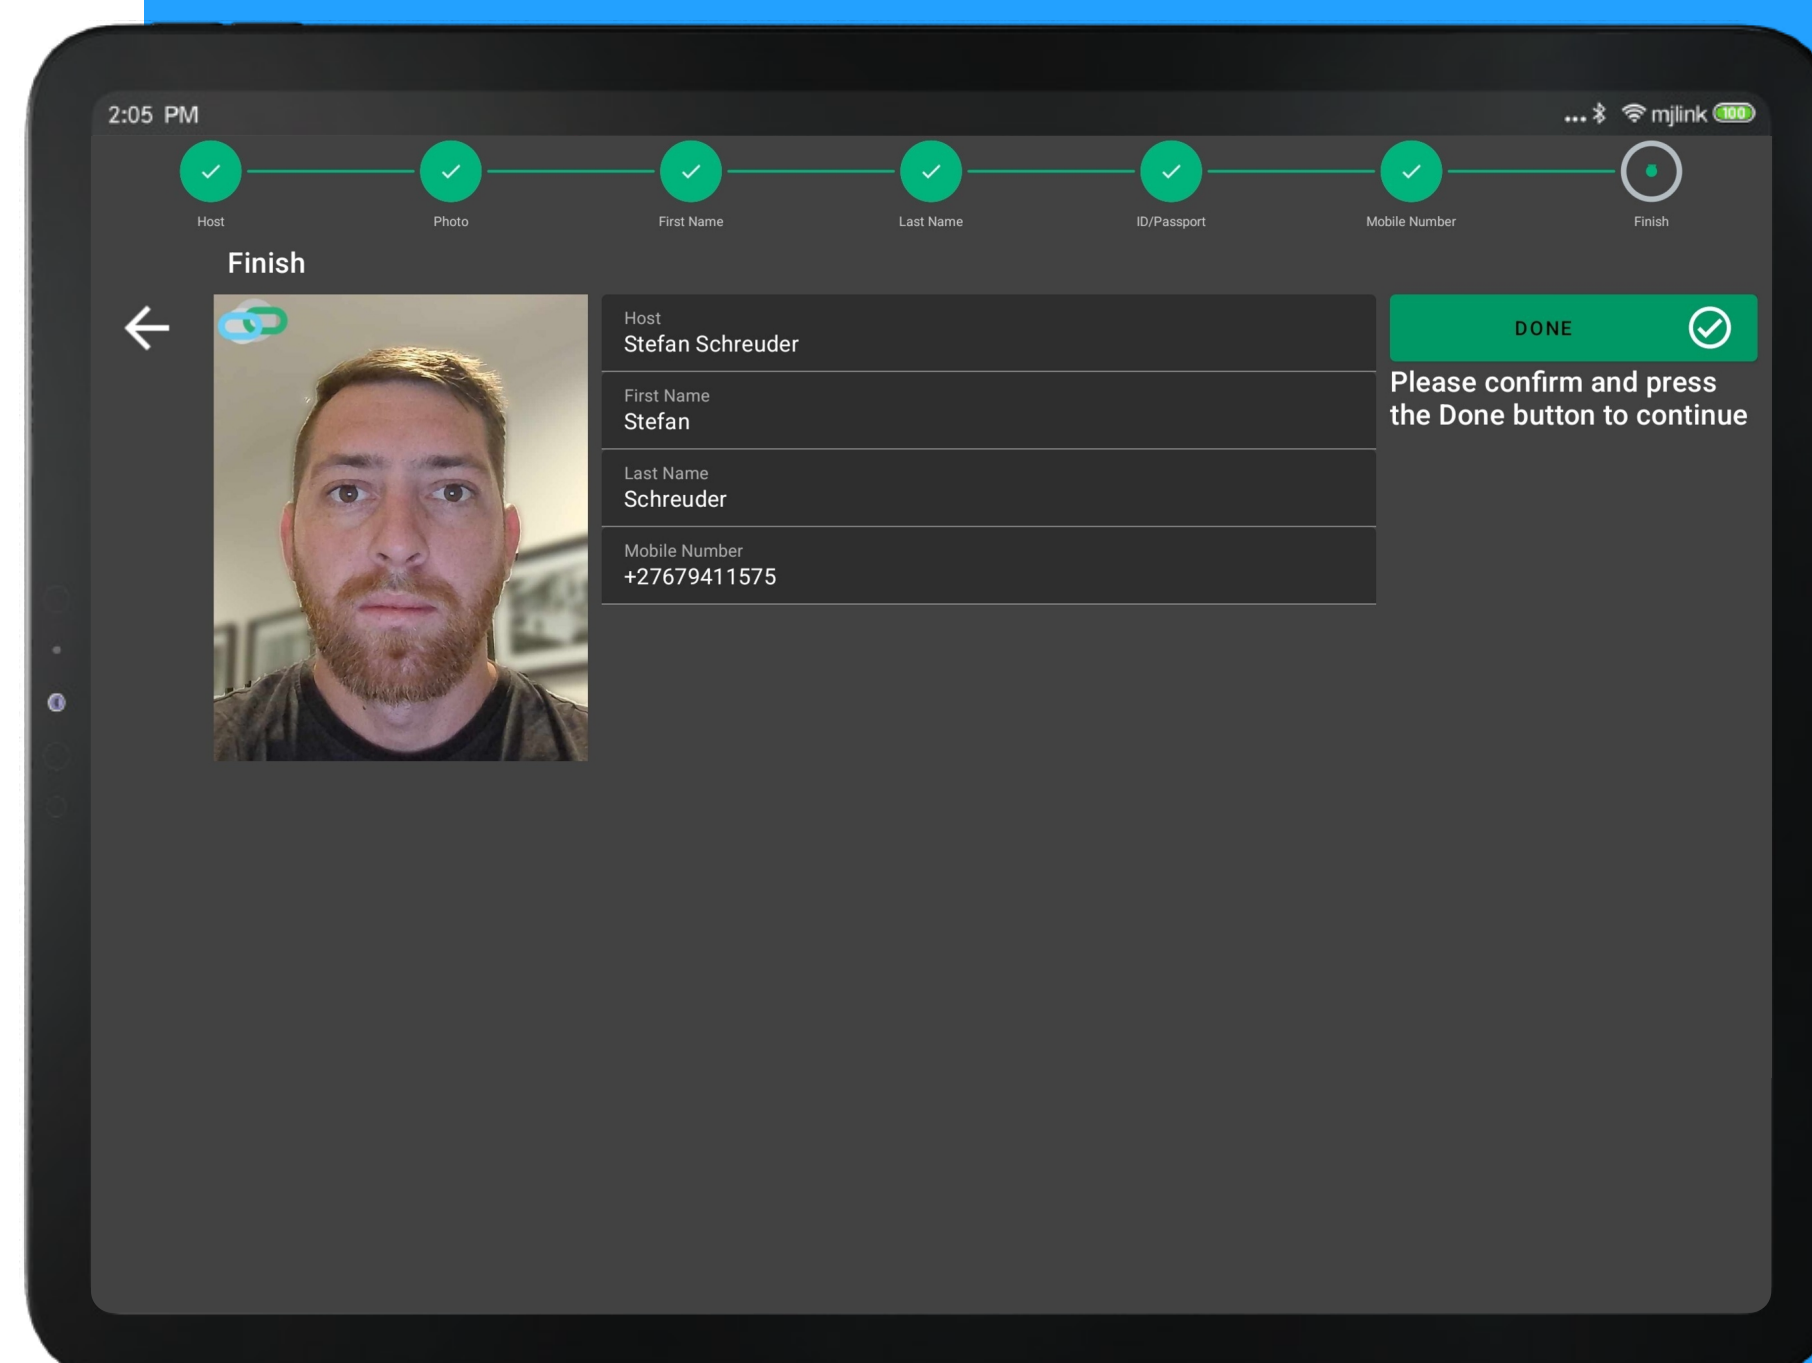 2:05 PM
mjlink 100
Host
Photo
First Name
Last Name
ID/Passport
Mobile Number
Finish
Finish
Host
Stefan Schreuder
First Name
Stefan
Last Name
Schreuder
Mobile Number
+27679411575
DONE
Please confirm and press
the Done button to continue